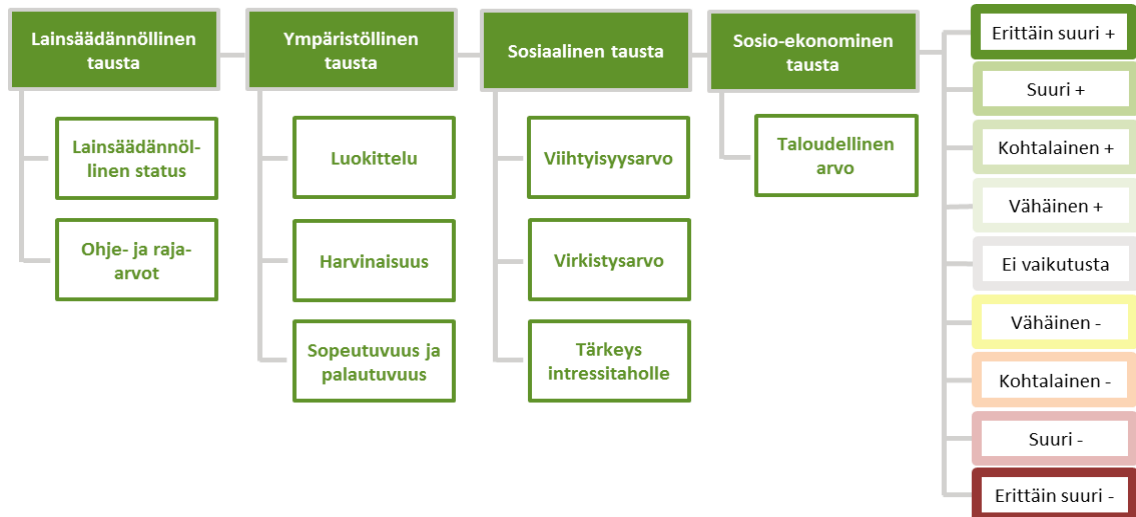 Lainsäädännöllinen
tausta
Lainsäädännöl-
linen status
Ohje- ja raja-
arvot
Ympäristöllinen
tausta
Luokittelu
Harvinaisuus
Sopeutuvuus ja
palautuvuus
Sosiaalinen tausta
Viihtyisyysarvo
Virkistysarvo
Tärkeys
intressitaholle
Sosio-ekonominen
tausta
Taloudellinen
arvo
Erittäin suuri +
Suuri +
Kohtalainen +
Vähäinen +
Ei vaikutusta
Vähäinen -
Kohtalainen -
Suuri -
Erittäin suuri -